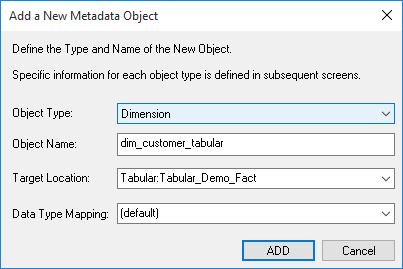 Add a New Metadata Object
Define the Type and Name of the New Object.
Specific information for each object type is defined in subsequent screens.
Object Type: Dimension
Object Name: dim_customer_tabular
Target Location: Tabular:Tabular_Demo_Fact
Data Type Mapping: (default)
ADD Cancel